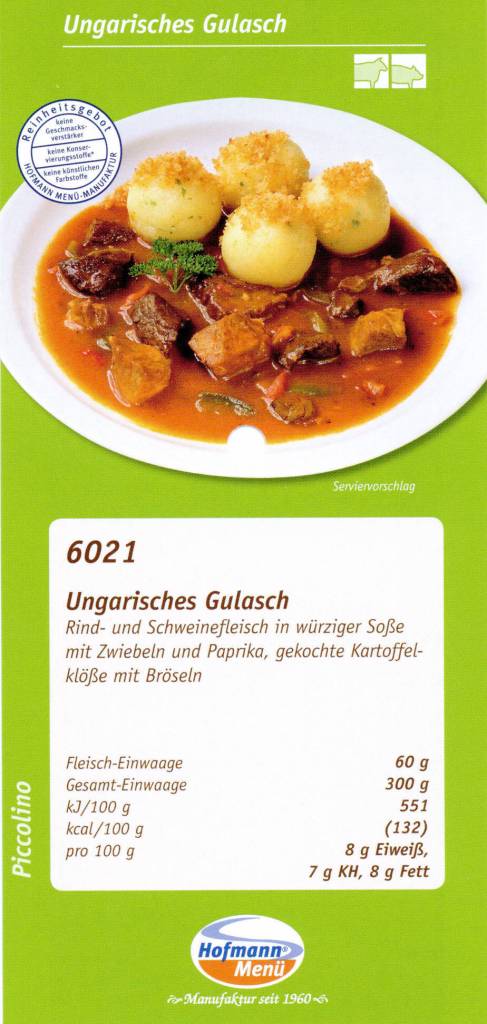 Ungarisches Gulasch
Reinheitsgebot
keine
Geschmacks-
verstärker
keine Konser-
vierungsstoffe*
keine künstlichen
Farbstoffe
HOFMANN MENÜ-MANUFAKTUR
Serviervorschlag
6021
Ungarisches Gulasch
Rind- und Schweinefleisch in würziger Soße
mit Zwiebeln und Paprika, gekochte Kartoffel-
klöße mit Bröseln
Fleisch-Einwaage 60 g
Gesamt-Einwaage 300 g
kJ/100 g 551
kcal/100 g (132)
pro 100 g 8 g Eiweiß,
7 g KH, 8 g Fett
Piccolino
Hofmann®
Menü
Manufaktur seit 1960